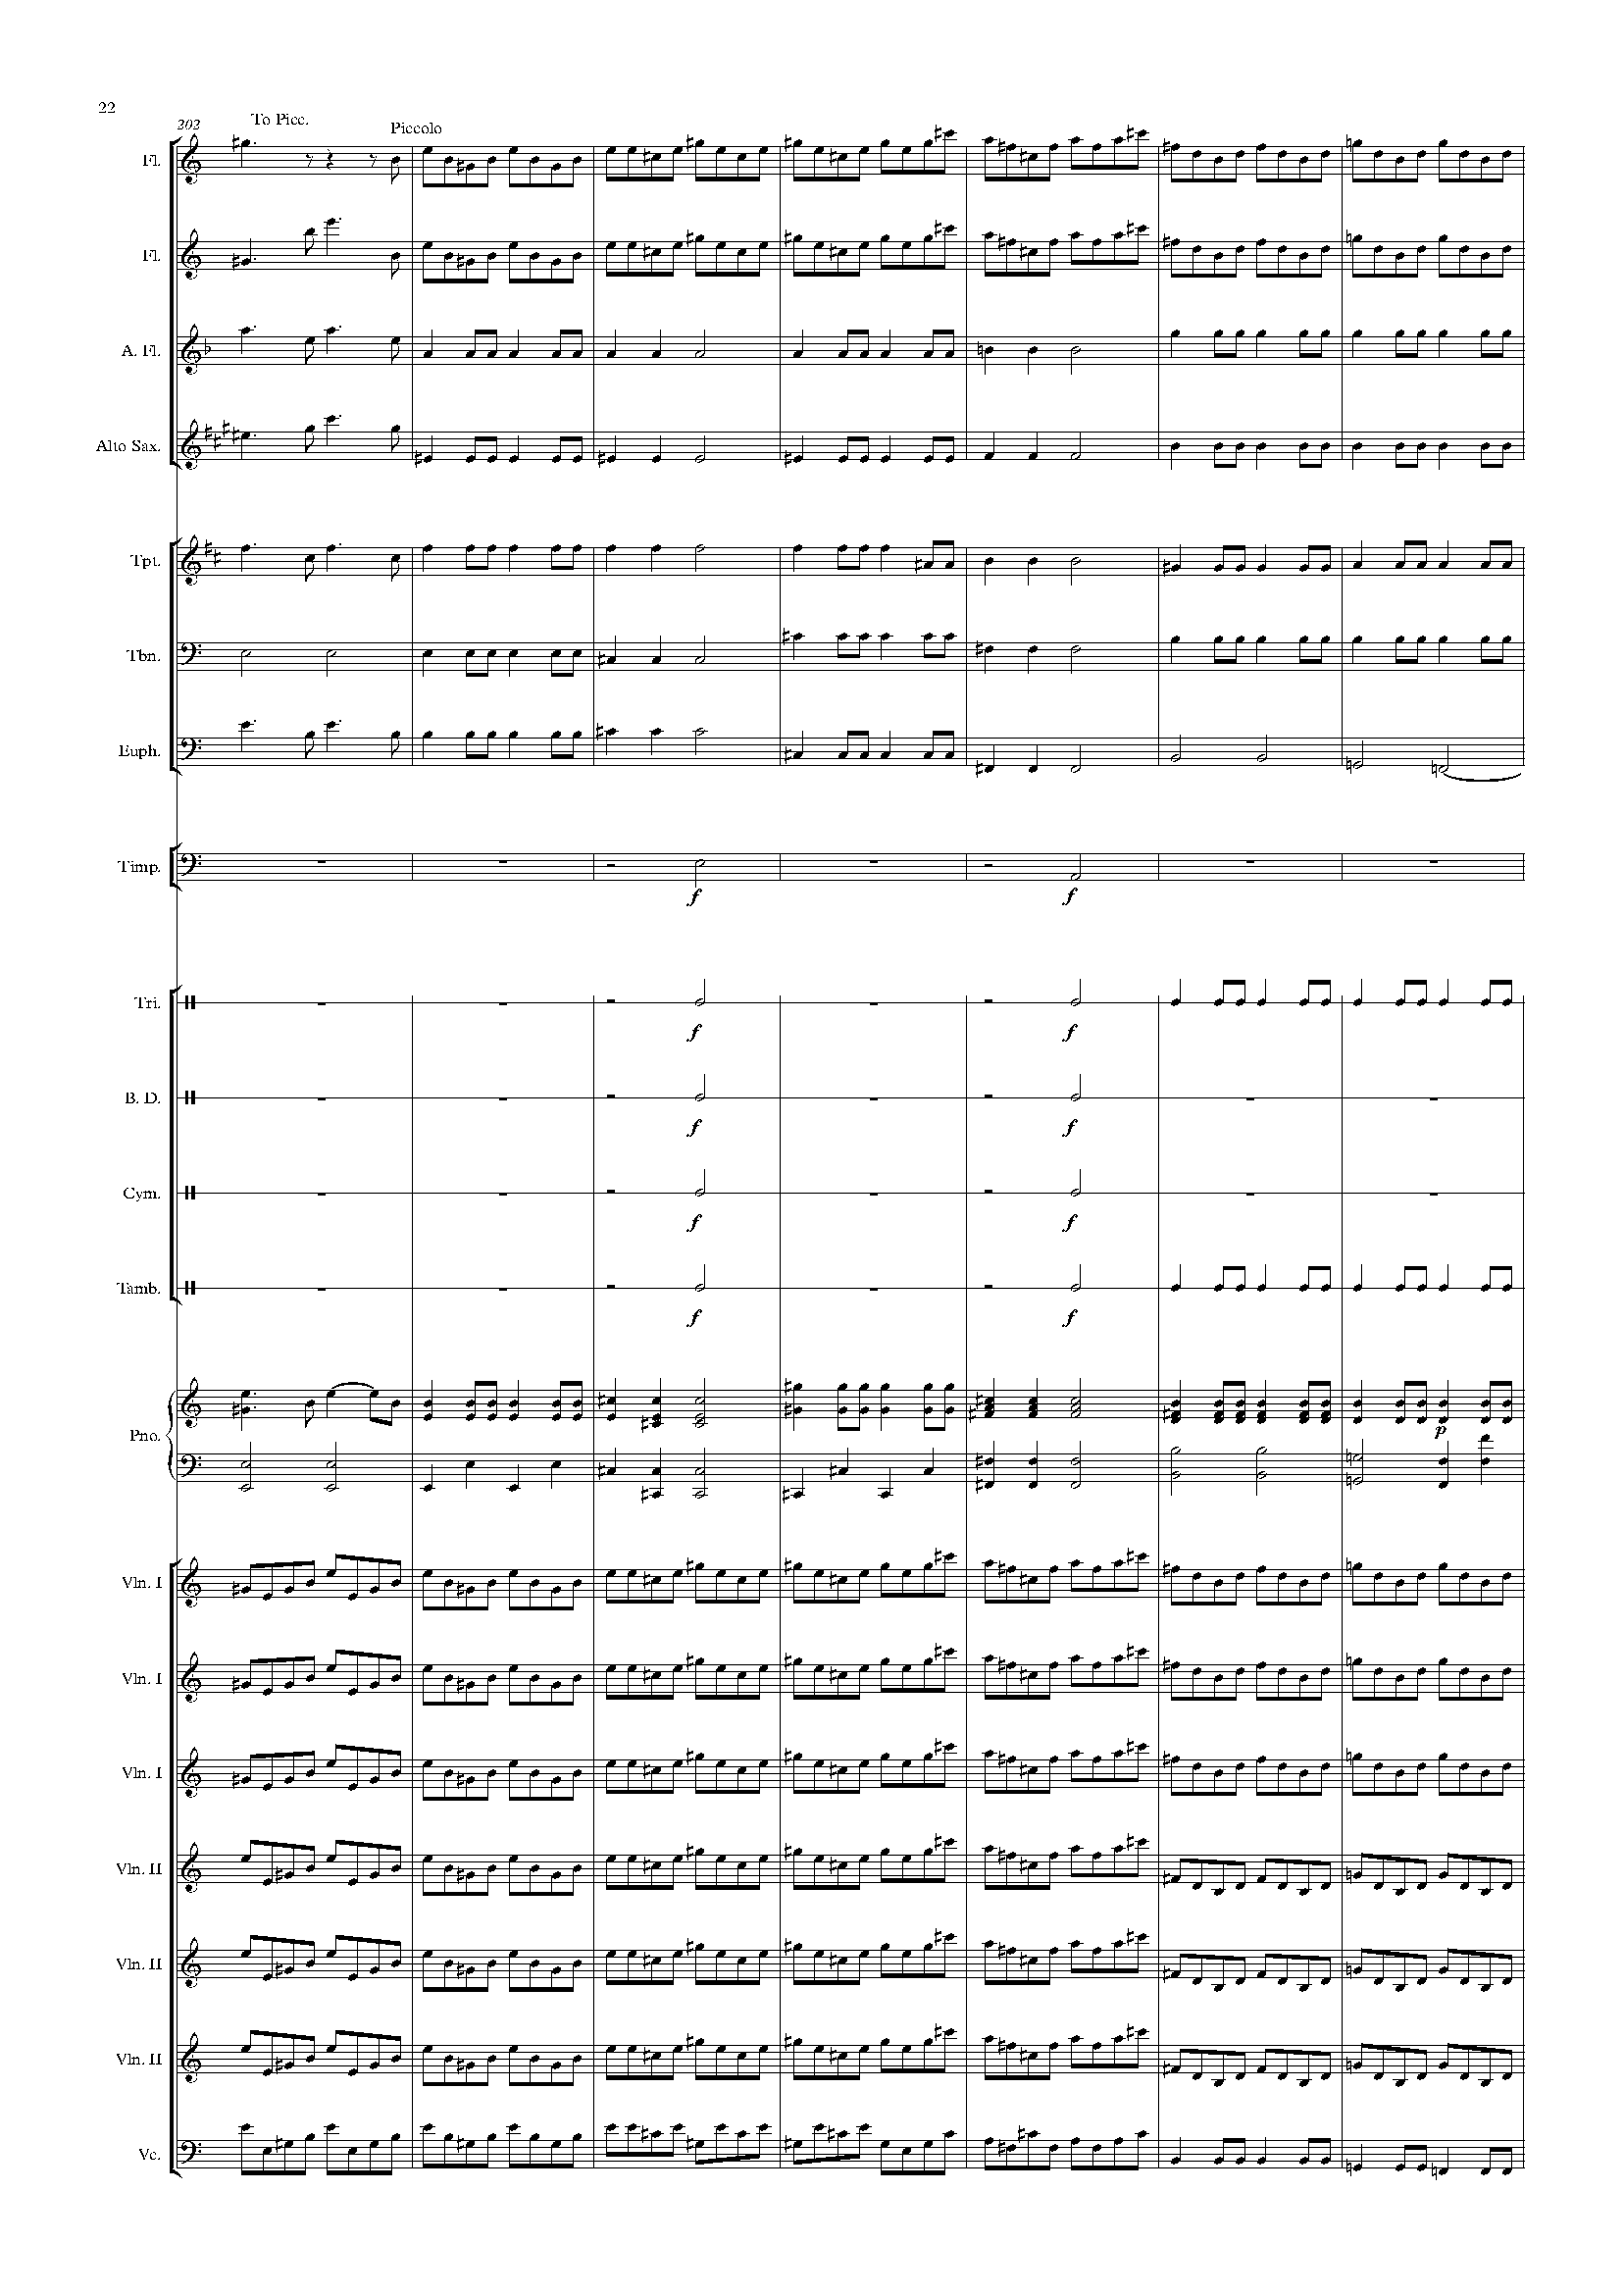 22
202
To Picc.
Piccolo
Fl.
Fl.
A. Fl.
Alto Sax.
Tpt.
Tbn.
Euph.
Timp.
f
f
Tri.
f
f
B. D.
f
f
Cym.
f
f
Tamb.
f
f
Pno.
p
Vln. I
Vln. I
Vln. I
Vln. II
Vln. II
Vln. II
Vc.